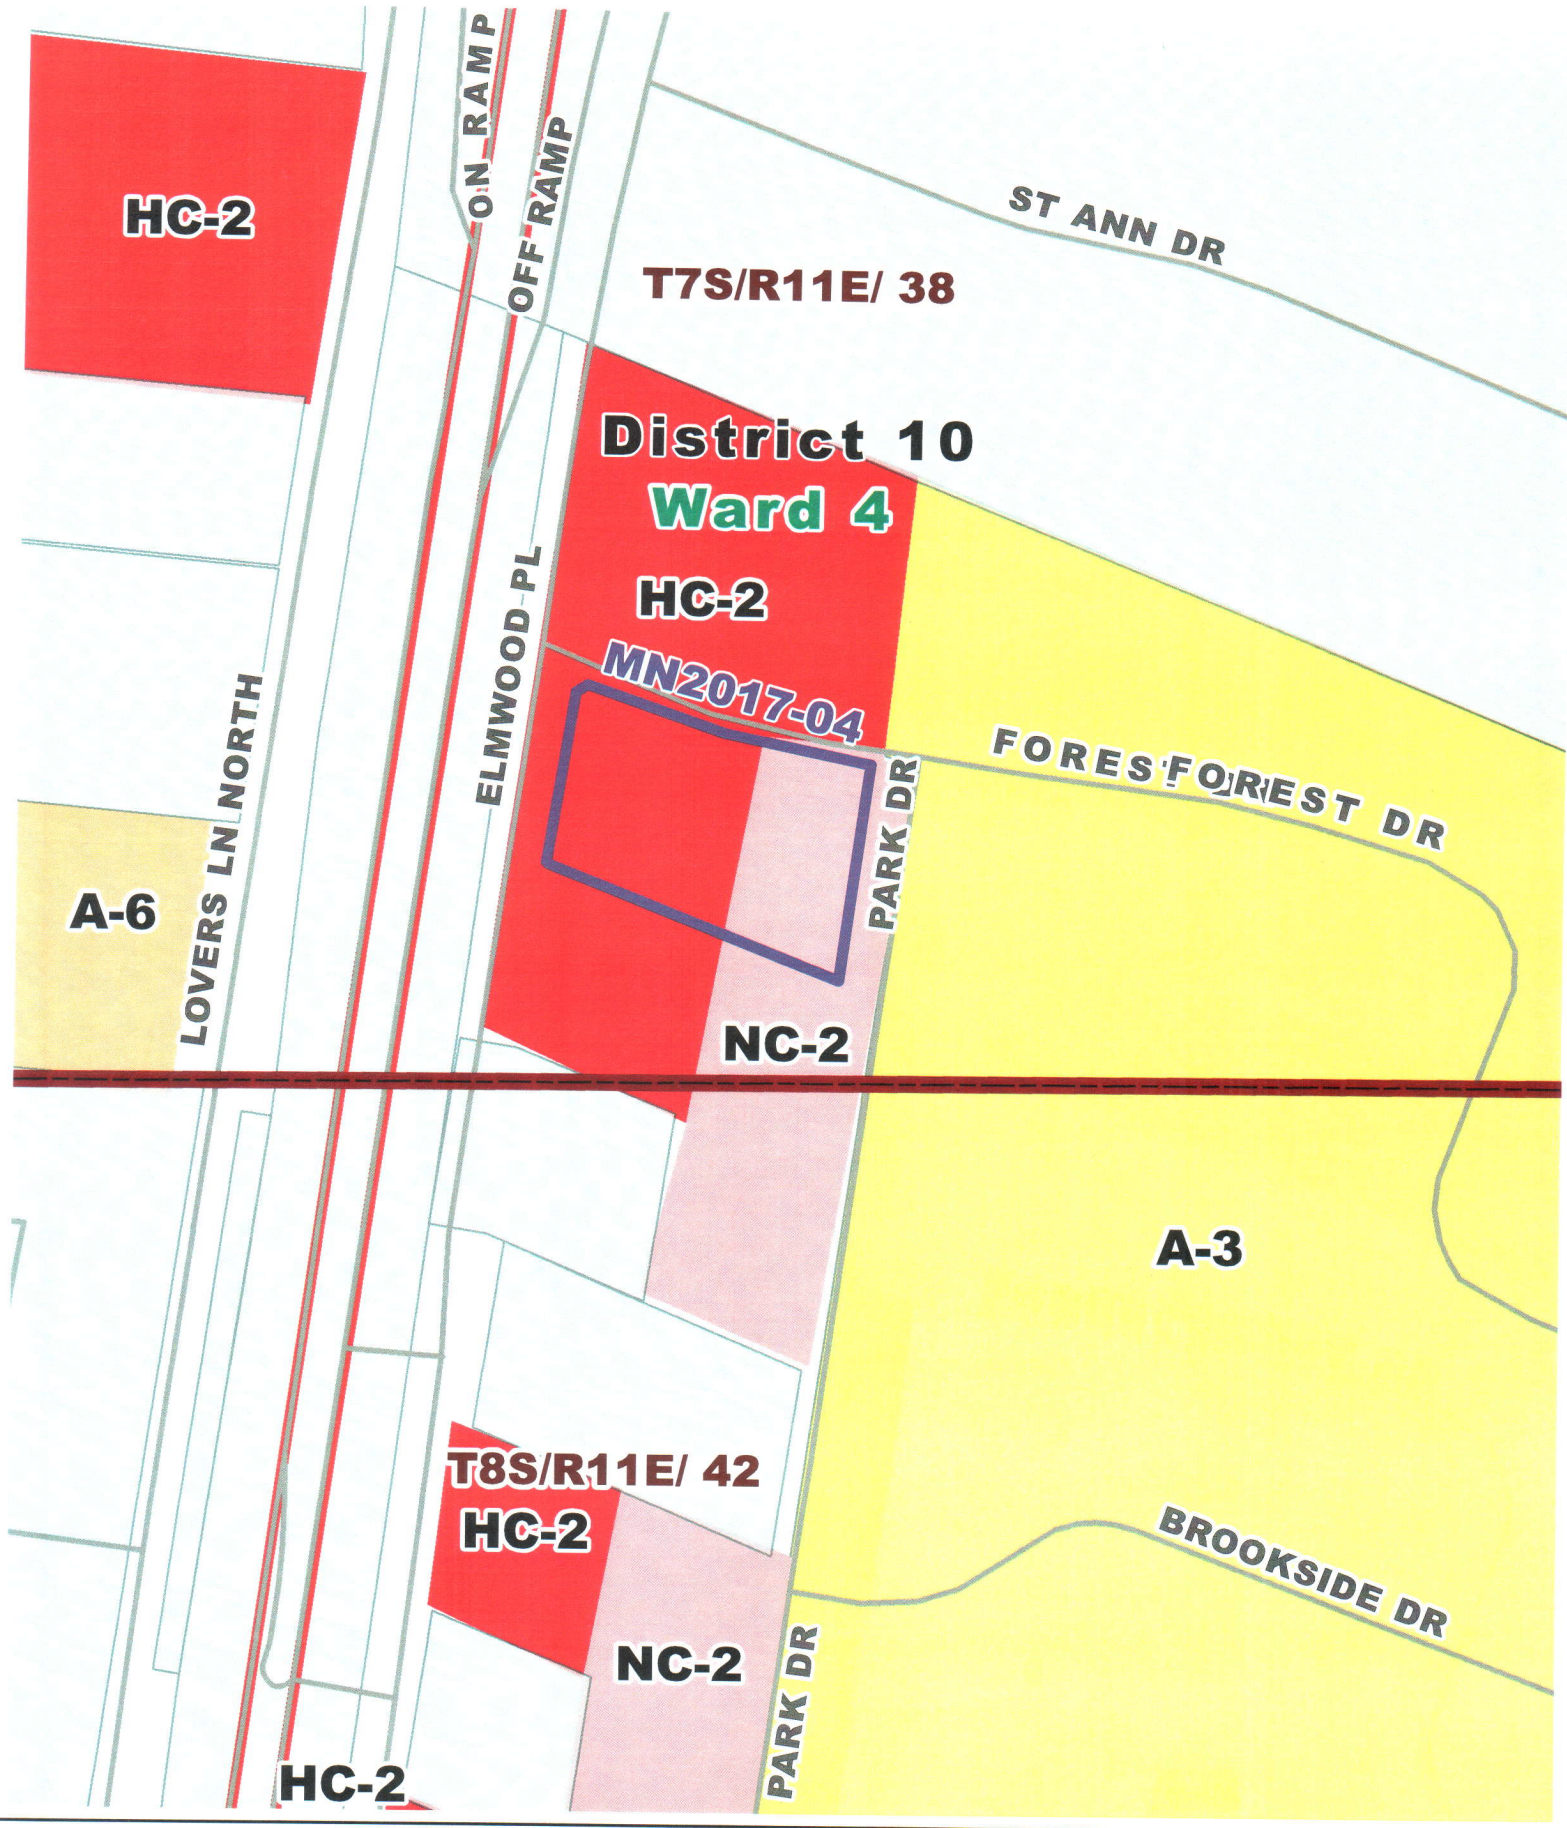 ON RAMP
OFF RAMP
HC-2
ST ANN DR
T7S/R11E/ 38
District 10
Ward 4
HC-2
MN2017-04
ELMWOOD PL
LOVERS LN NORTH
FOREST DR
PARK DR
A-6
NC-2
A-3
T8S/R11E/ 42
HC-2
BROOKSIDE DR
NC-2
PARK DR
HC-2